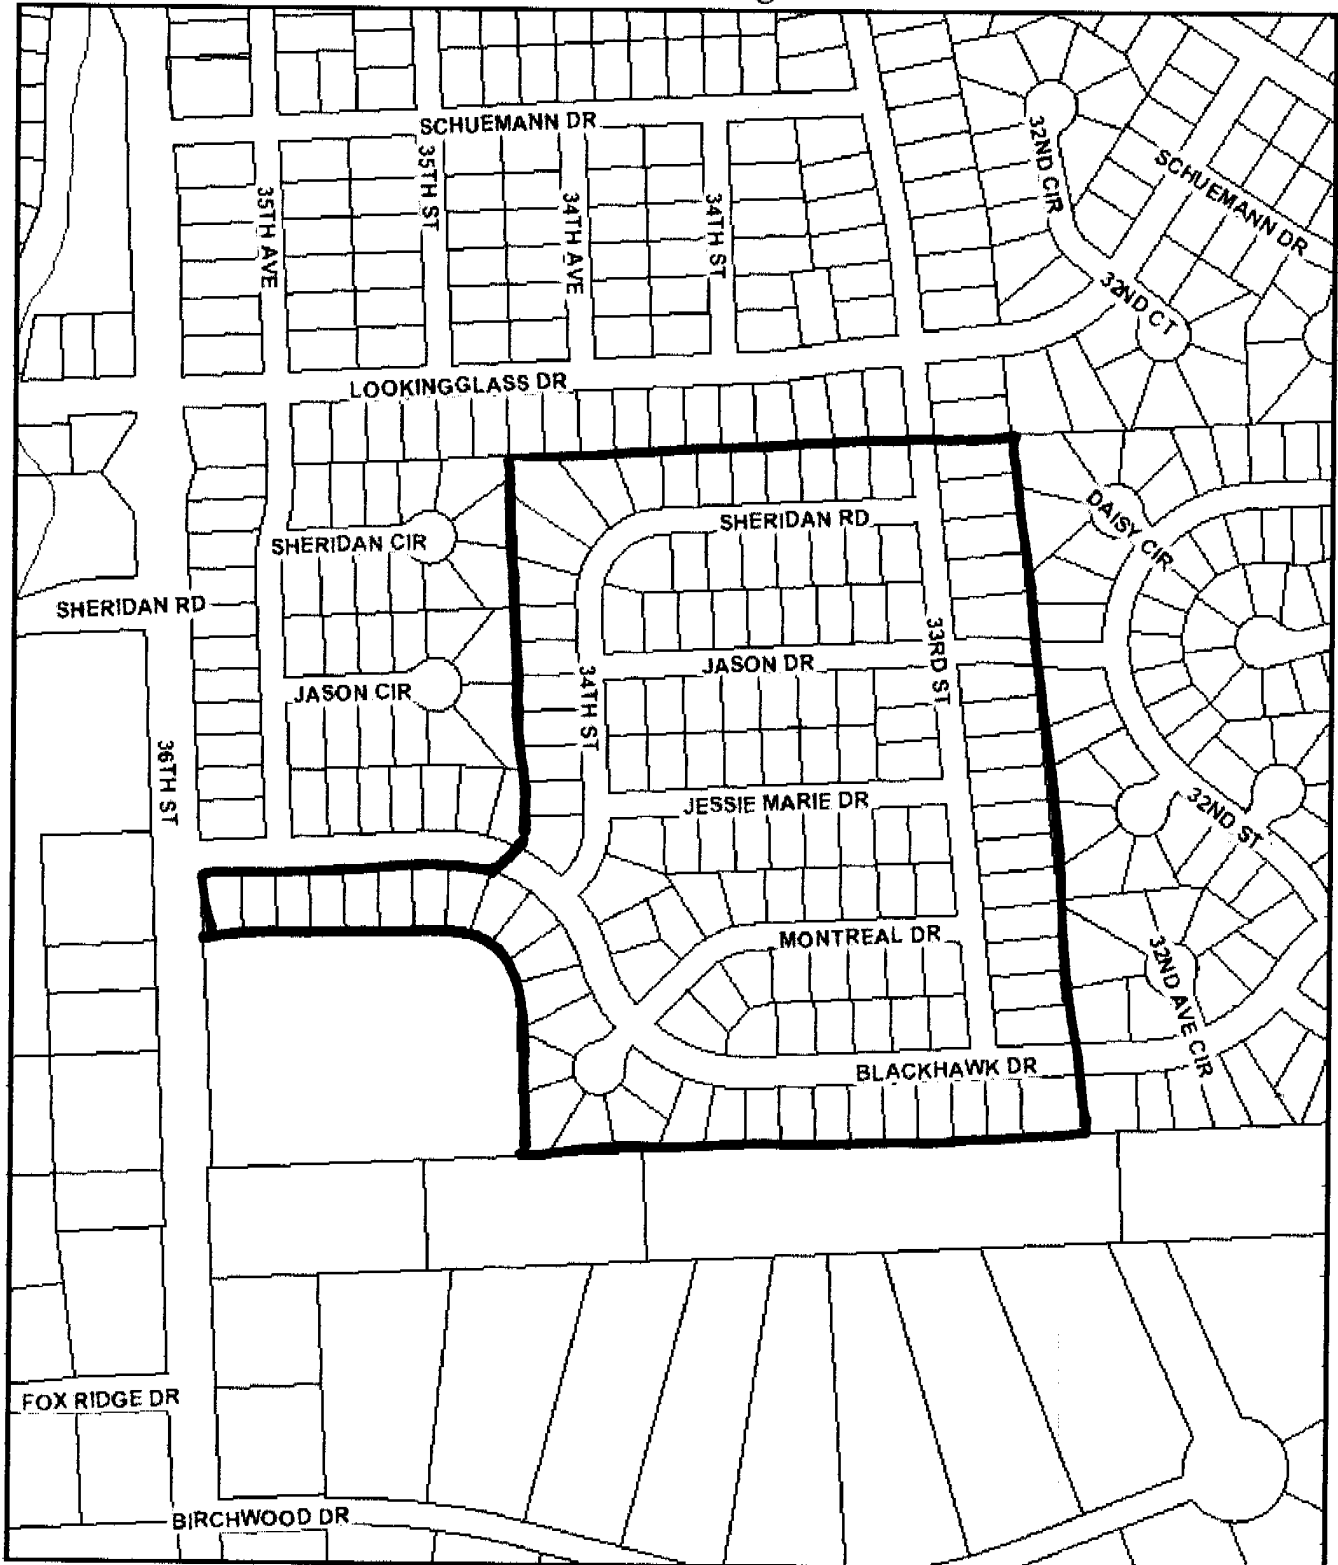 SCHUEMANN DR
35TH AVE
35TH ST
34TH AVE
34TH ST
32ND CIR
SCHUEMANN DR
32ND CT
LOOKINGGLASS DR
SHERIDAN RD
DAISY CIR
SHERIDAN CIR
SHERIDAN RD
33RD ST
JASON DR
JASON CIR
34TH ST
36TH ST
JESSIE MARIE DR
32ND ST
MONTREAL DR
32ND AVE CIR
BLACKHAWK DR
FOX RIDGE DR
BIRCHWOOD DR